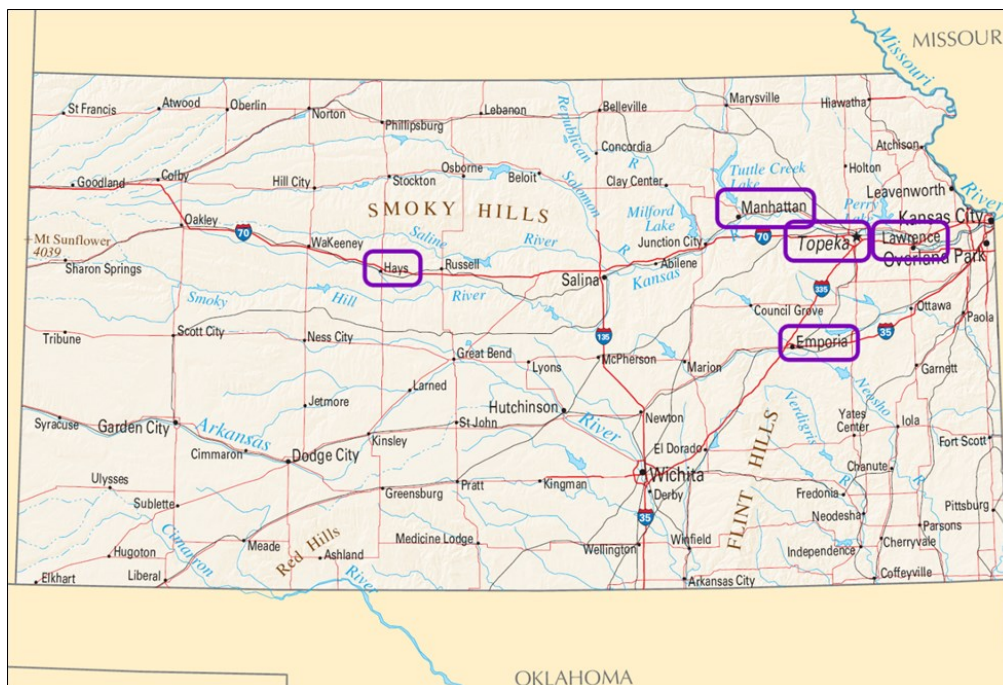 MISSOUR
Missouri
St Francis
Atwood
Oberlin
Norton
Phillipsburg
Lebanon
Belleville
Marysville
Hiawatha
Republican
R
Concordia
Atchison
Goodland
Colby
Hill City
Stockton
Osborne
Beloit
Solomon
R
Clay Center
Tuttle Creek
Lake
Holton
Leavenworth
River
SMOKY HILLS
Milford
Lake
Manhattan
Perry
Kansas City
Oakley
70
WaKeeney
Saline
River
Junction City
70
Topeka
Lawrence
Overland Park
Mt Sunflower
4039
Sharon Springs
Hays
Russell
Salina
Abilene
Kansas
335
Smoky
Hill
River
Council Grove
Ottawa
Paola
Tribune
Scott City
Ness City
135
Emporia
35
Great Bend
Lyons
McPherson
Marion
Garnett
Larned
Neosho
Jetmore
Hutchinson
River
Newton
HILLS
Verdigris
Yates
Center
Iola
Syracuse
Garden City
Arkansas
St John
Kinsley
El Dorado
Fort Scott
Cimmaron
Dodge City
Chanute
R
R
Ulysses
Greensburg
Pratt
Kingman
Wichita
Derby
FLINT
Fredonia
Sublette
Neodesha
Pittsburg
Cimarron
35
Parsons
Hugoton
Meade
Red Hills
Ashland
Medicine Lodge
Wellington
Winfield
Independence
Cherryvale
Elkhart
Liberal
River
Arkansas City
Coffeyville
OKLAHOMA